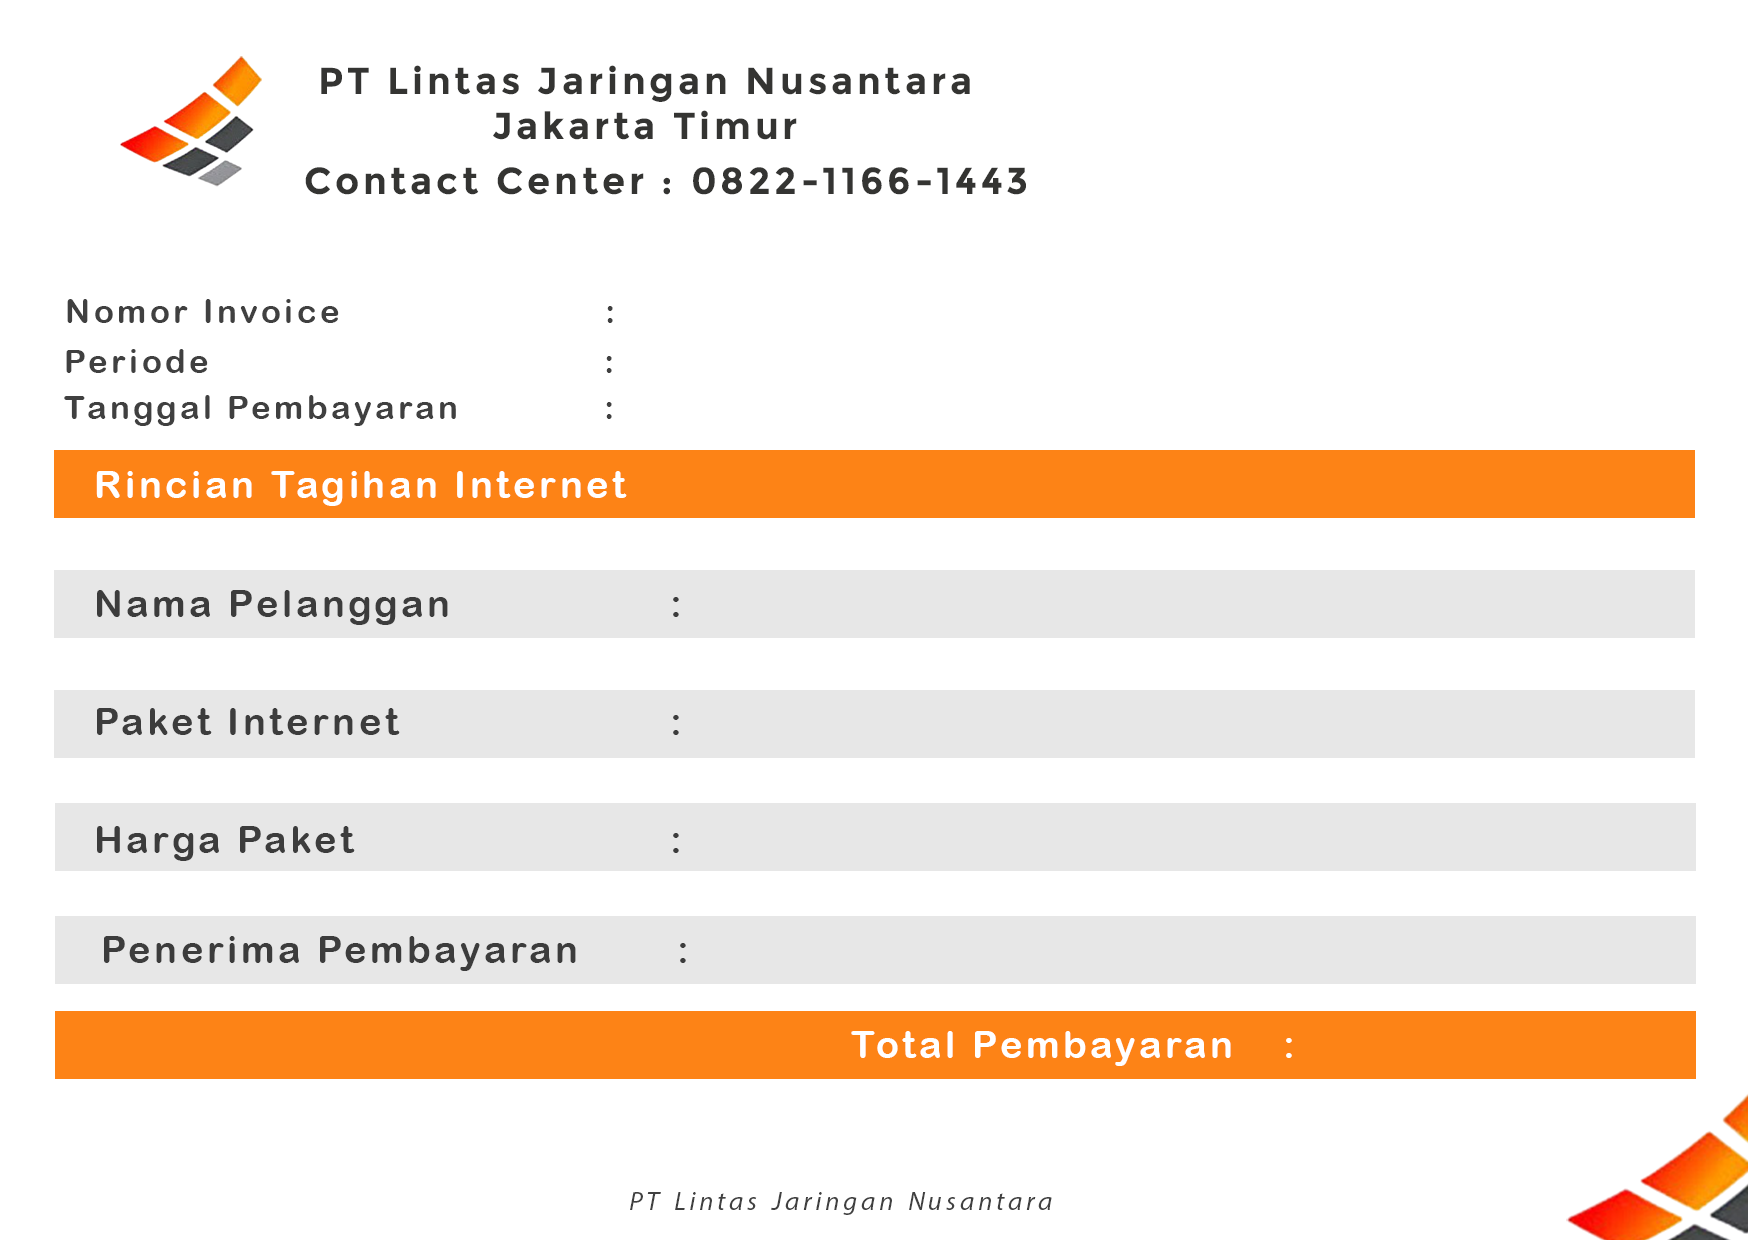 PT Lintas Jaringan Nusantara
Jakarta Timur
Contact Center : 0822-1166-1443
Nomor Invoice :
Periode :
Tanggal Pembayaran :
Rincian Tagihan Internet
Nama Pelanggan :
Paket Internet :
Harga Paket :
Penerima Pembayaran :
Total Pembayaran :
PT Lintas Jaringan Nusantara